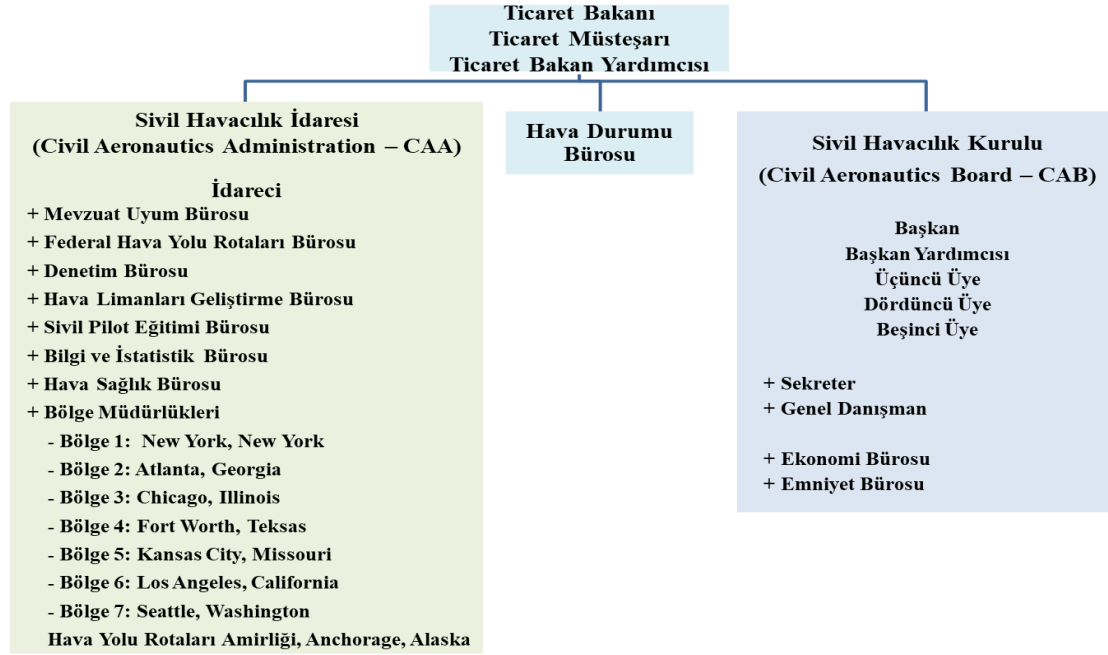 Ticaret Bakanı
Ticaret Müsteşarı
Ticaret Bakan Yardımcısı
Sivil Havacılık İdaresi
(Civil Aeronautics Administration – CAA)
İdareci
+ Mevzuat Uyum Bürosu
+ Federal Hava Yolu Rotaları Bürosu
+ Denetim Bürosu
+ Hava Limanları Geliştirme Bürosu
+ Sivil Pilot Eğitimi Bürosu
+ Bilgi ve İstatistik Bürosu
+ Hava Sağlık Bürosu
+ Bölge Müdürlükleri
- Bölge 1: New York, New York
- Bölge 2: Atlanta, Georgia
- Bölge 3: Chicago, Illinois
- Bölge 4: Fort Worth, Teksas
- Bölge 5: Kansas City, Missouri
- Bölge 6: Los Angeles, California
- Bölge 7: Seattle, Washington
Hava Yolu Rotaları Amirliği, Anchorage, Alaska
Hava Durumu
Bürosu
Sivil Havacılık Kurulu
(Civil Aeronautics Board – CAB)
Başkan
Başkan Yardımcısı
Üçüncü Üye
Dördüncü Üye
Beşinci Üye
+ Sekreter
+ Genel Danışman
+ Ekonomi Bürosu
+ Emniyet Bürosu